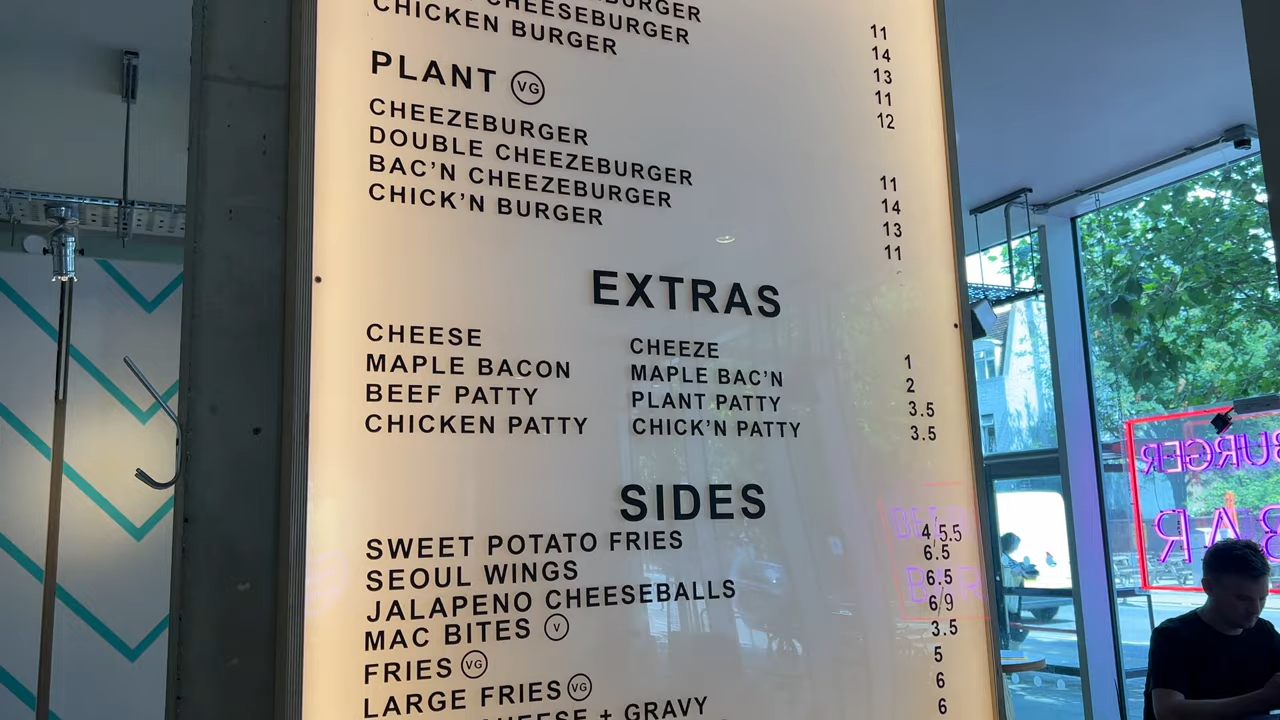 BURGER
CHEESEBURGER
CHICKEN BURGER
11
14
13
11
12
PLANT VG
CHEEZEBURGER 11
DOUBLE CHEEZEBURGER 14
BAC'N CHEEZEBURGER 13
CHICK'N BURGER 11
EXTRAS
CHEESE CHEEZE 1
MAPLE BACON MAPLE BAC'N 2
BEEF PATTY PLANT PATTY 3.5
CHICKEN PATTY CHICK'N PATTY 3.5
SIDES
SWEET POTATO FRIES 4/5.5
SEOUL WINGS 6.5
JALAPENO CHEESEBALLS 6.5
MAC BITES V 6/9
FRIES VG 3.5
LARGE FRIES VG 5
CHEESE + GRAVY 6
6
BURGER
BAR